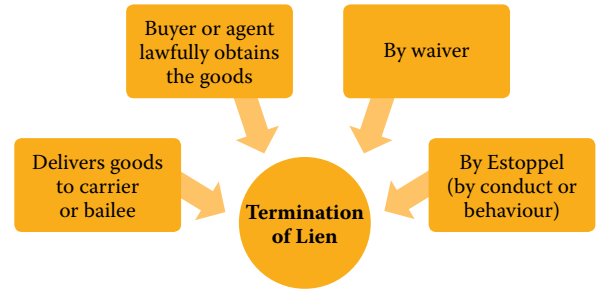 Buyer or agent
lawfully obtains
the goods
By waiver
Delivers goods
to carrier
or bailee
By Estoppel
(by conduct or
behaviour)
Termination
of Lien